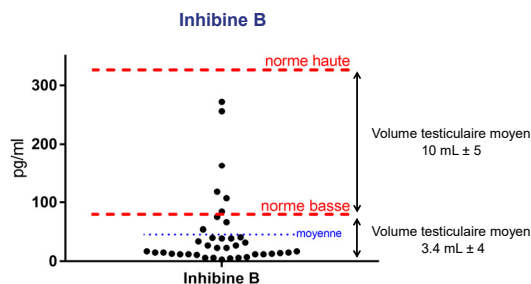 Inhibine B
norme haute
300
Volume testiculaire moyen
10 mL ± 5
200
pg/ml
100
norme basse
moyenne
Volume testiculaire moyen
3.4 mL ± 4
0
Inhibine B